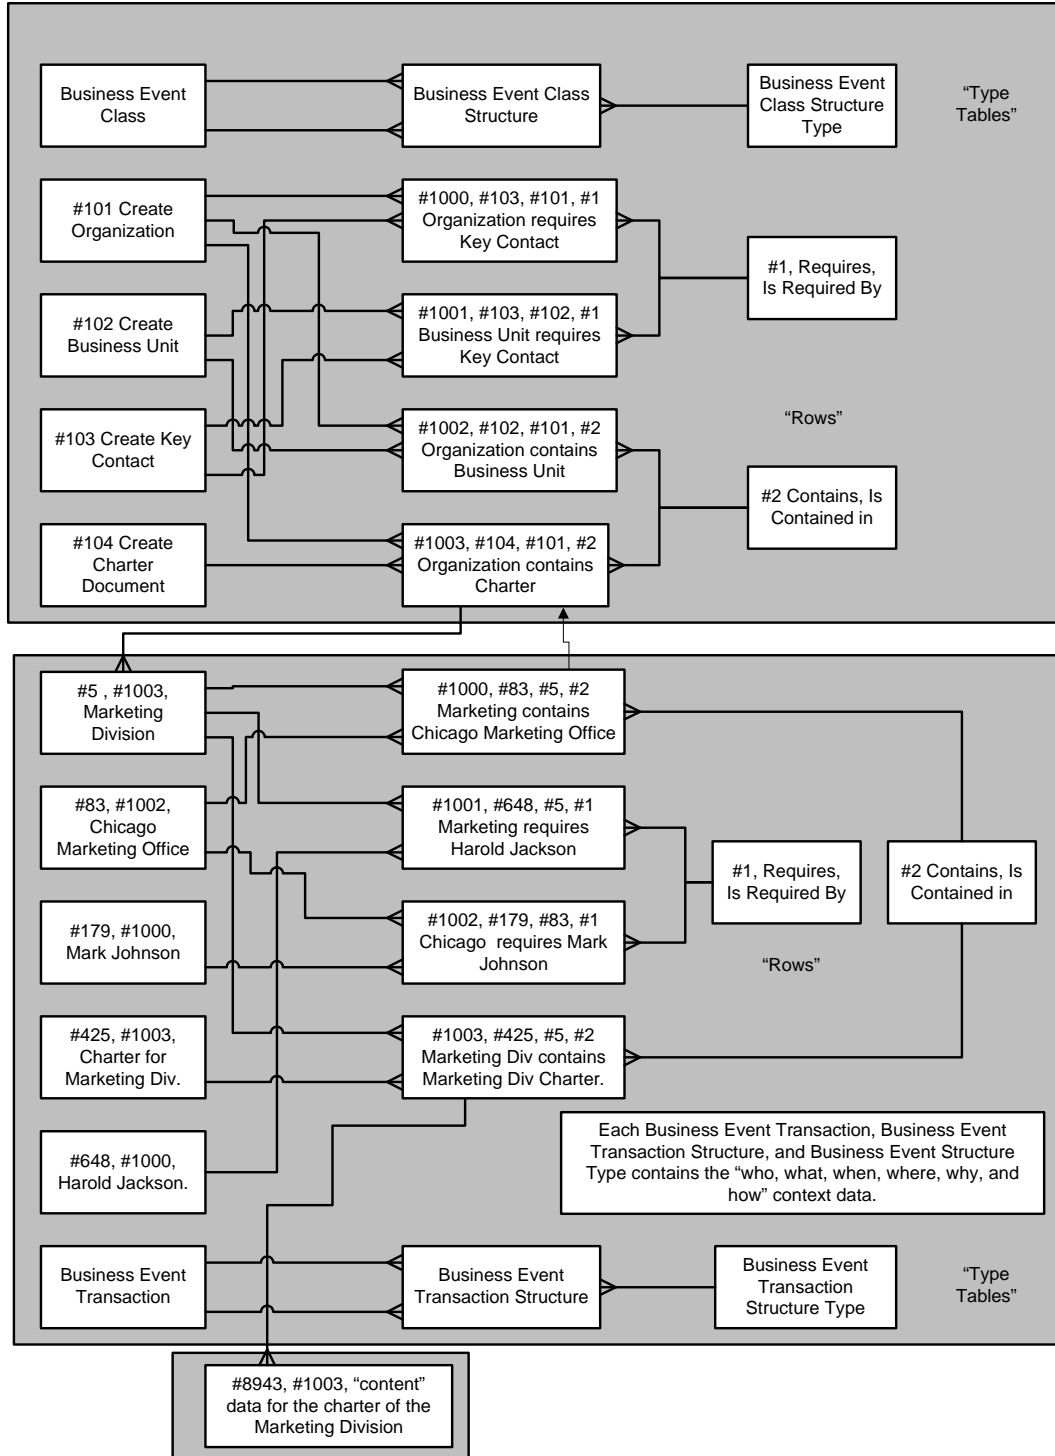 Business Event
Class
Business Event Class
Structure
Business Event
Class Structure
Type
“Type
Tables”
#101 Create
Organization
#1000, #103, #101, #1
Organization requires
Key Contact
#1, Requires,
Is Required By
#102 Create
Business Unit
#1001, #103, #102, #1
Business Unit requires
Key Contact
“Rows”
#103 Create Key
Contact
#1002, #102, #101, #2
Organization contains
Business Unit
#2 Contains, Is
Contained in
#104 Create
Charter
Document
#1003, #104, #101, #2
Organization contains
Charter
#5 , #1003,
Marketing
Division
#1000, #83, #5, #2
Marketing contains
Chicago Marketing Office
#83, #1002,
Chicago
Marketing Office
#1001, #648, #5, #1
Marketing requires
Harold Jackson
#1, Requires,
Is Required By
#2 Contains, Is
Contained in
#179, #1000,
Mark Johnson
#1002, #179, #83, #1
Chicago  requires Mark
Johnson
“Rows”
#425, #1003,
Charter for
Marketing Div.
#1003, #425, #5, #2
Marketing Div contains
Marketing Div Charter.
Each Business Event Transaction, Business Event
Transaction Structure, and Business Event Structure
Type contains the “who, what, when, where, why, and
how” context data.
#648, #1000,
Harold Jackson.
Business Event
Transaction
Business Event
Transaction Structure
Business Event
Transaction
Structure Type
“Type
Tables”
#8943, #1003, “content”
data for the charter of the
Marketing Division